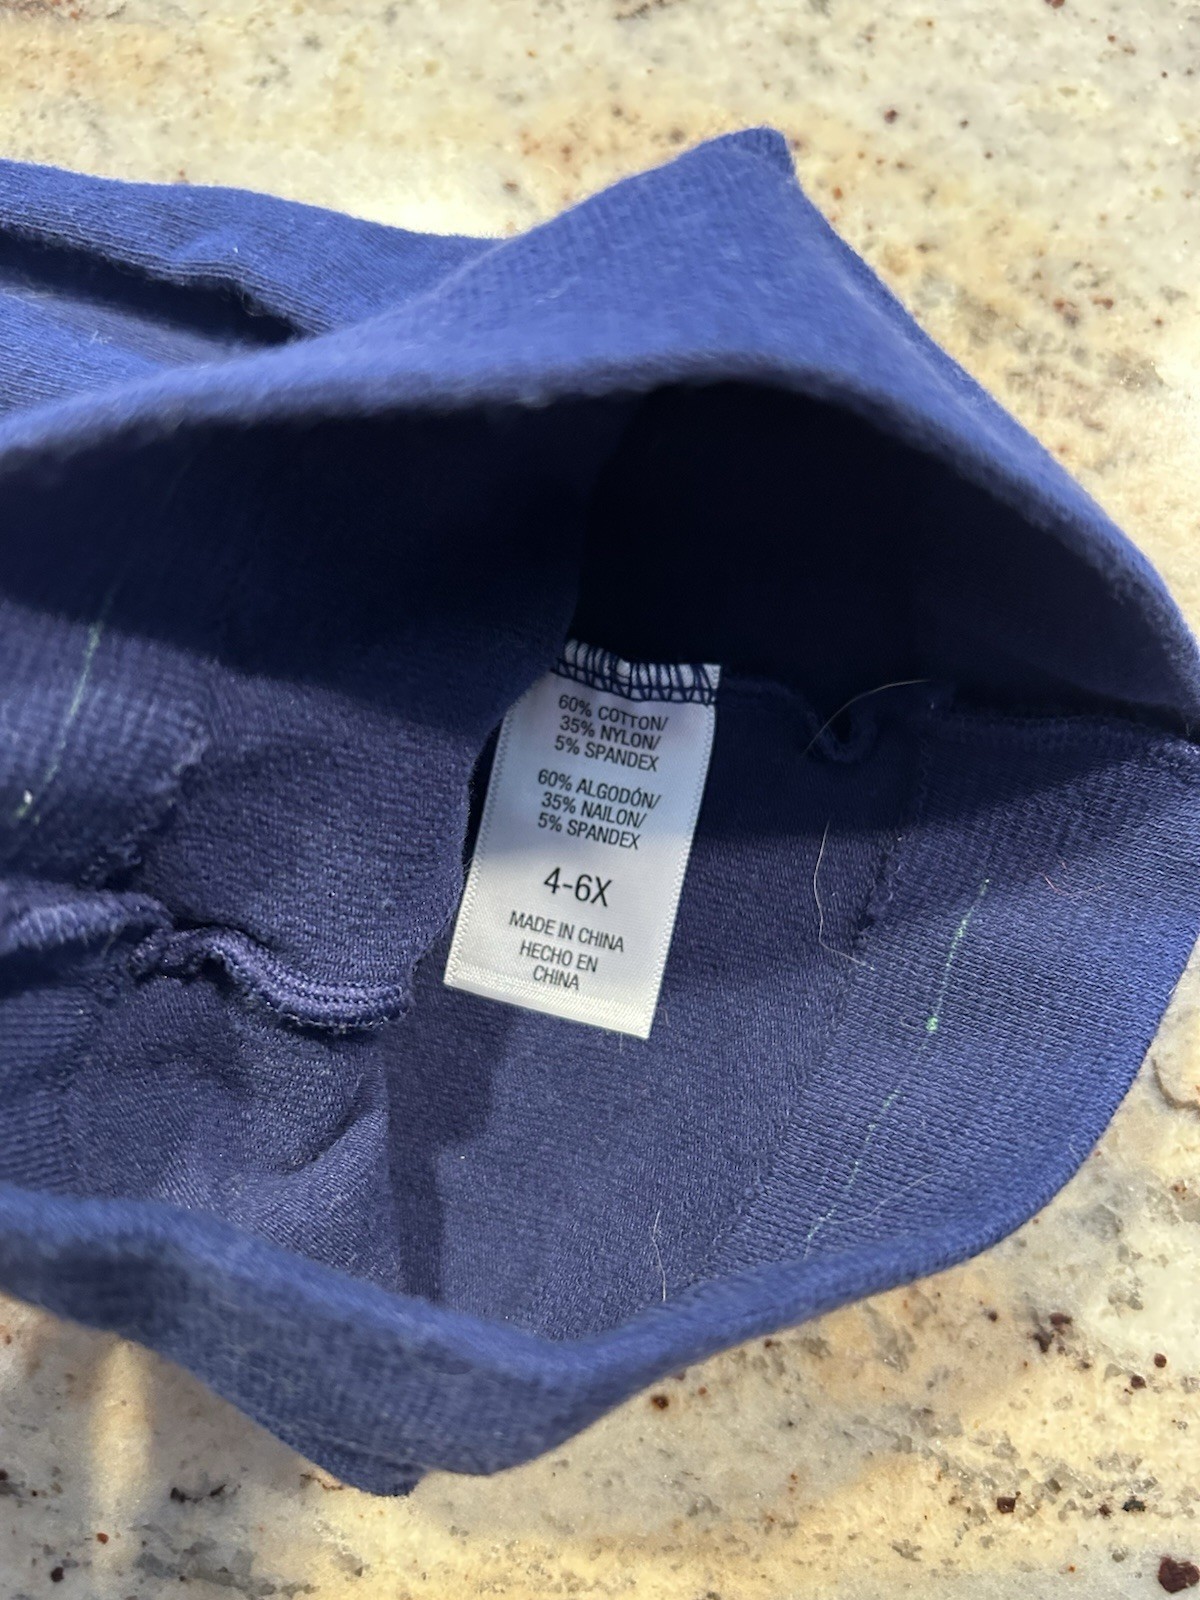 60% COTTON/
35% NYLON/
5% SPANDEX
60% ALGODÓN/
35% NAILON/
5% SPANDEX
4-6X
MADE IN CHINA
HECHO EN
CHINA